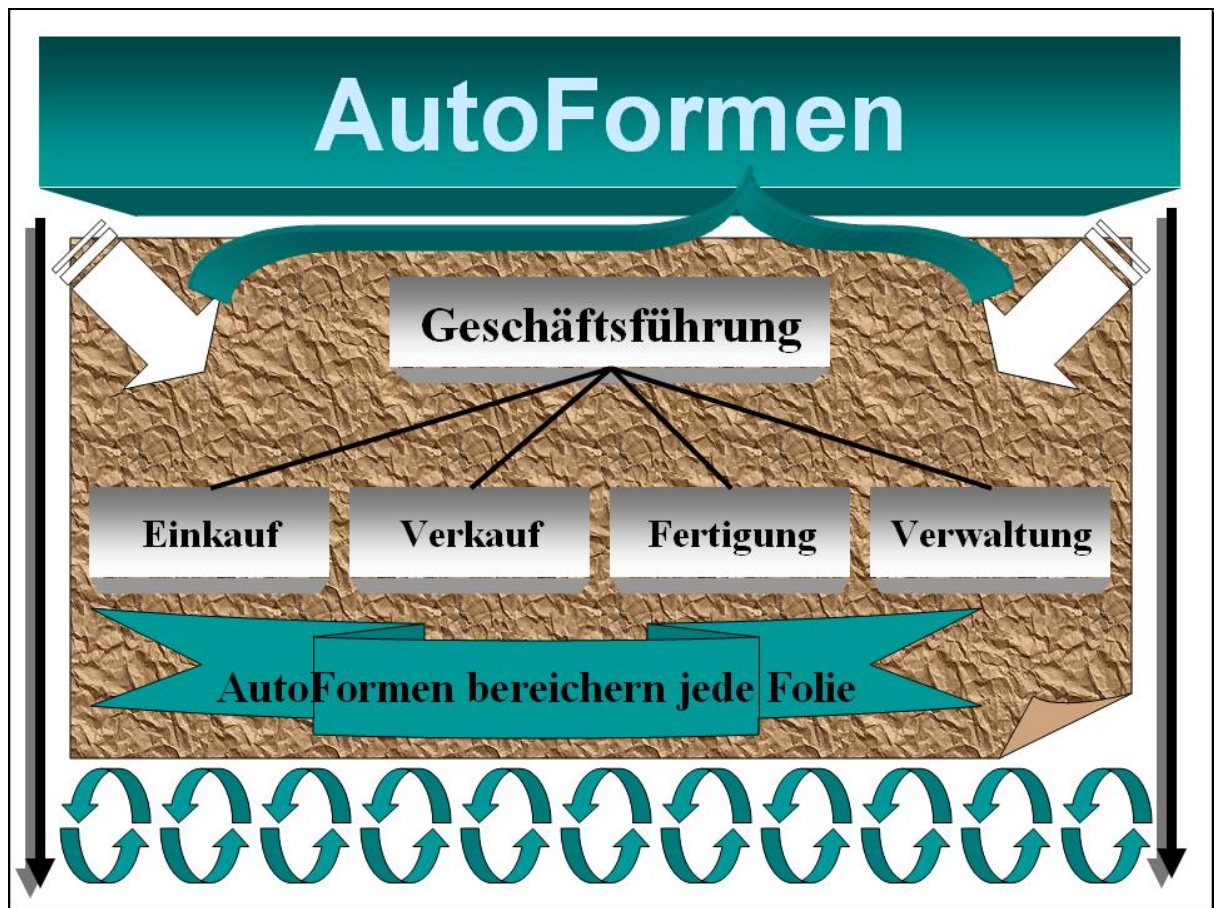 AutoFormen
Geschäftsführung
Einkauf
Verkauf
Fertigung
Verwaltung
AutoFormen bereichern jede Folie